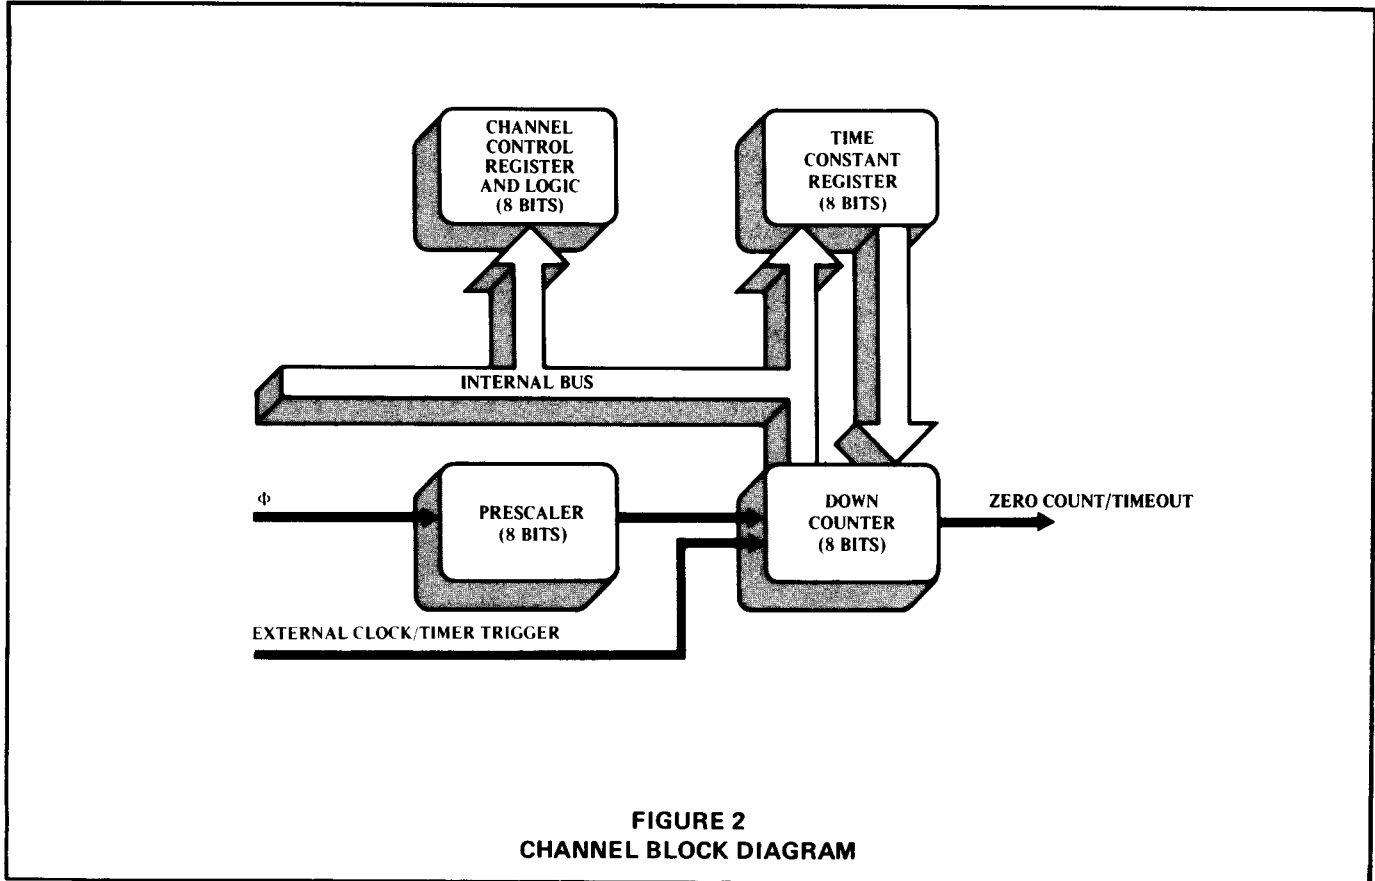 CHANNEL
CONTROL
REGISTER
AND LOGIC
(8 BITS)
TIME
CONSTANT
REGISTER
(8 BITS)
INTERNAL BUS
Φ
PRESCALER
(8 BITS)
DOWN
COUNTER
(8 BITS)
ZERO COUNT/TIMEOUT
EXTERNAL CLOCK/TIMER TRIGGER
FIGURE 2
CHANNEL BLOCK DIAGRAM